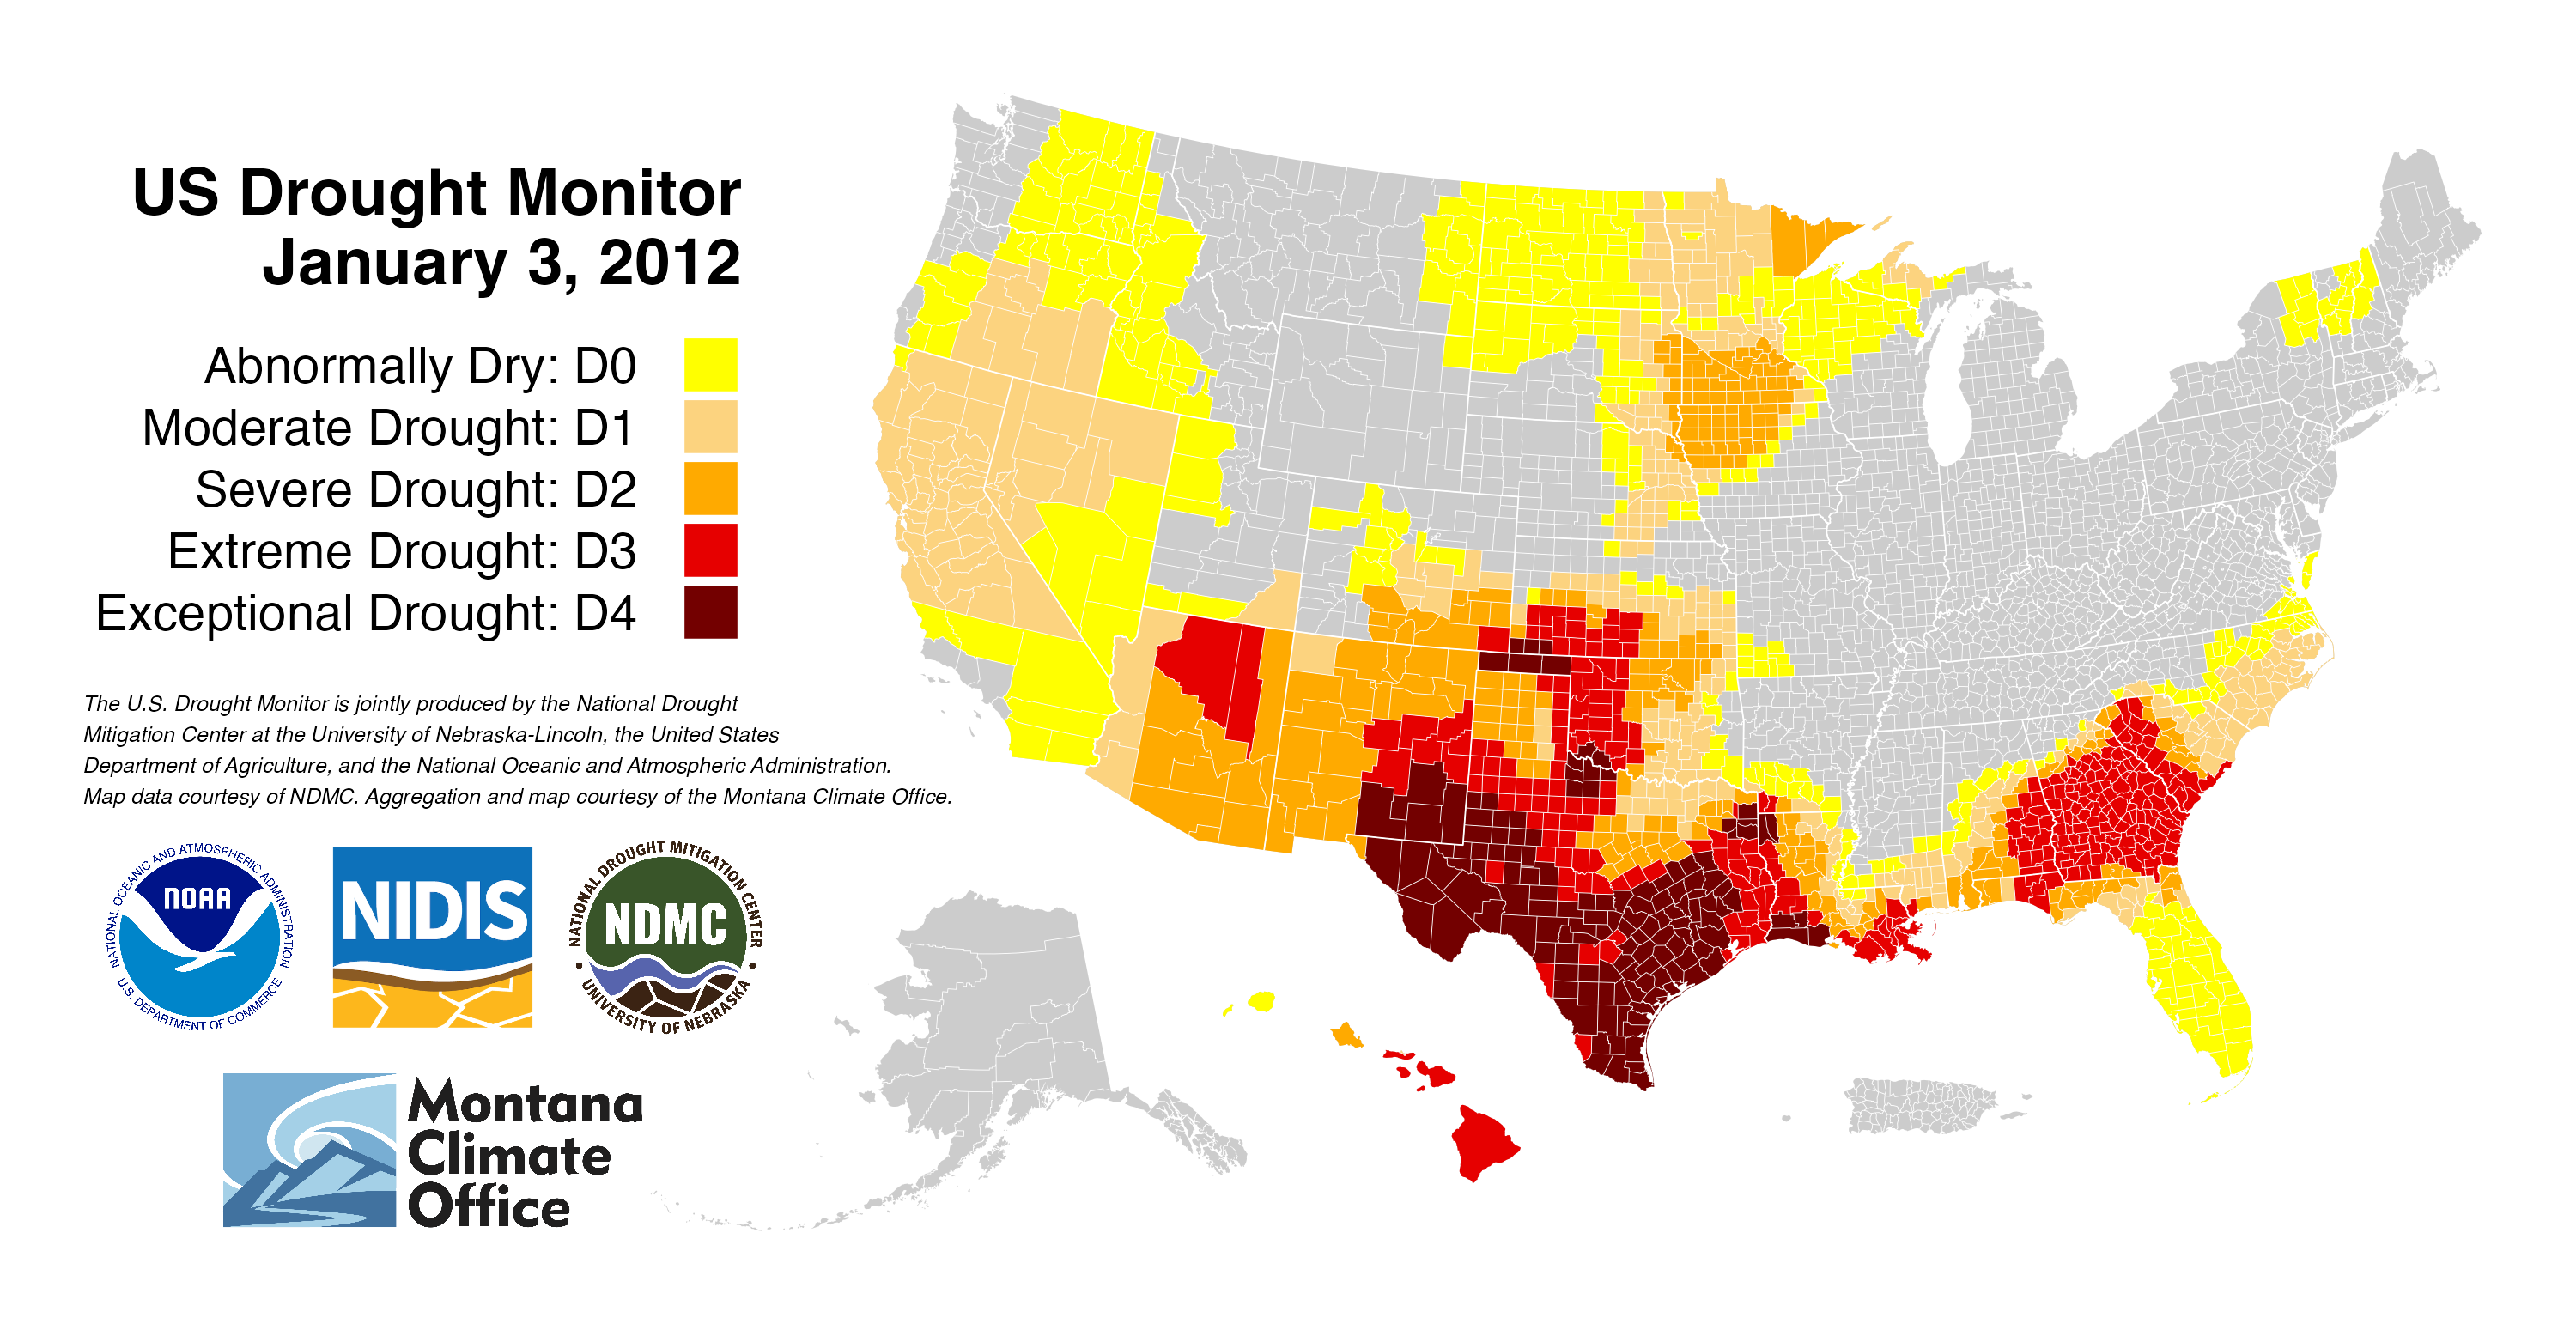 US Drought Monitor
January 3, 2012
Abnormally Dry: D0
Moderate Drought: D1
Severe Drought: D2
Extreme Drought: D3
Exceptional Drought: D4
The U.S. Drought Monitor is jointly produced by the National Drought
Mitigation Center at the University of Nebraska-Lincoln, the United States
Department of Agriculture, and the National Oceanic and Atmospheric Administration.
Map data courtesy of NDMC. Aggregation and map courtesy of the Montana Climate Office.
NATIONAL OCEANIC AND ATMOSPHERIC ADMINISTRATION
NOAA
U.S. DEPARTMENT OF COMMERCE
NIDIS
NATIONAL DROUGHT MITIGATION CENTER
NDMC
UNIVERSITY OF NEBRASKA
Montana
Climate
Office